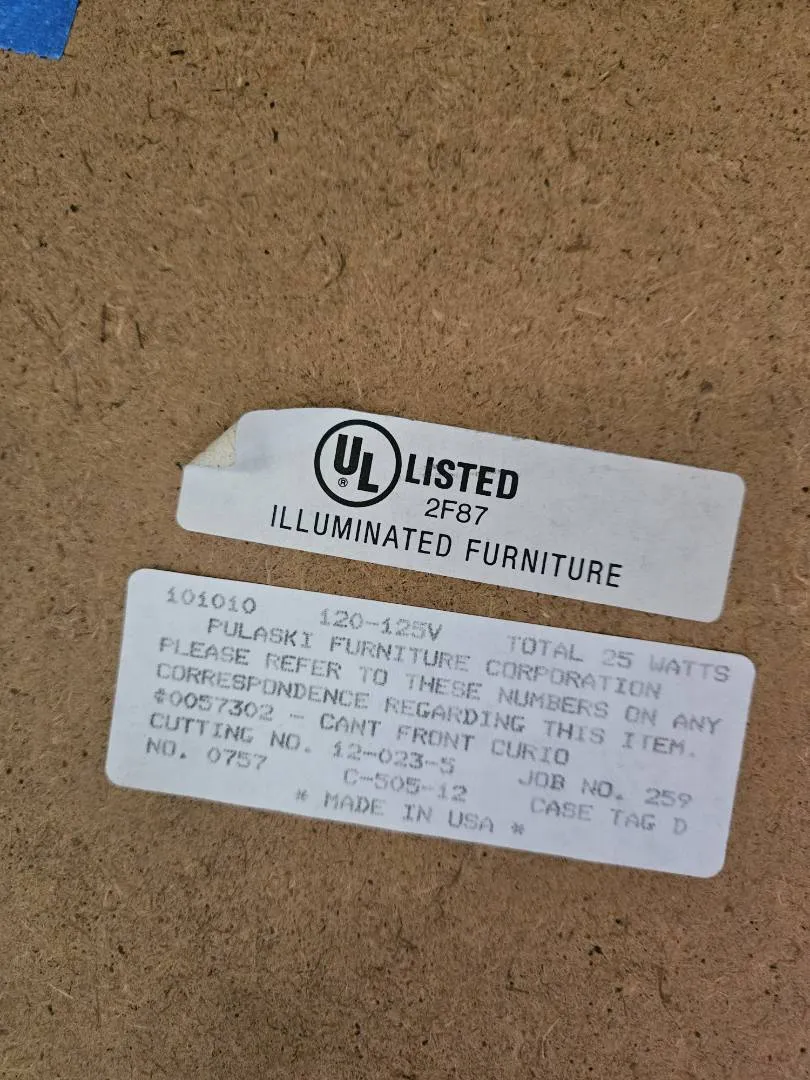 UL® LISTED
2F87
ILLUMINATED FURNITURE
101010 120-125V TOTAL 25 WATTS
PULASKI FURNITURE CORPORATION
PLEASE REFER TO THESE NUMBERS ON ANY
CORRESPONDENCE REGARDING THIS ITEM.
#0057302 - CANT FRONT CURIO
CUTTING NO. 12-023-5 JOB NO. 259
NO. 0757 C-505-12 CASE TAG D
* MADE IN USA *